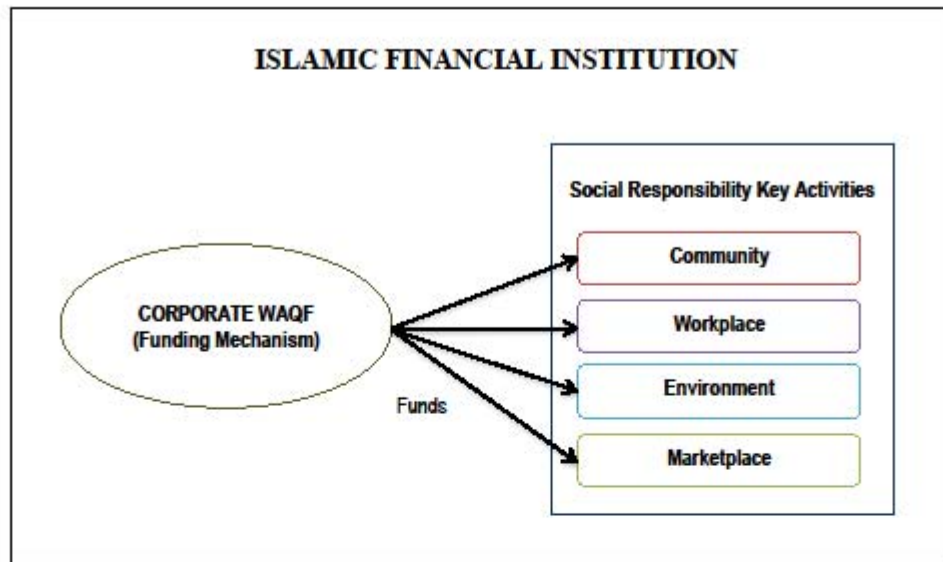 ISLAMIC FINANCIAL INSTITUTION
Social Responsibility Key Activities
Community
CORPORATE WAQF
(Funding Mechanism)
Workplace
Environment
Funds
Marketplace